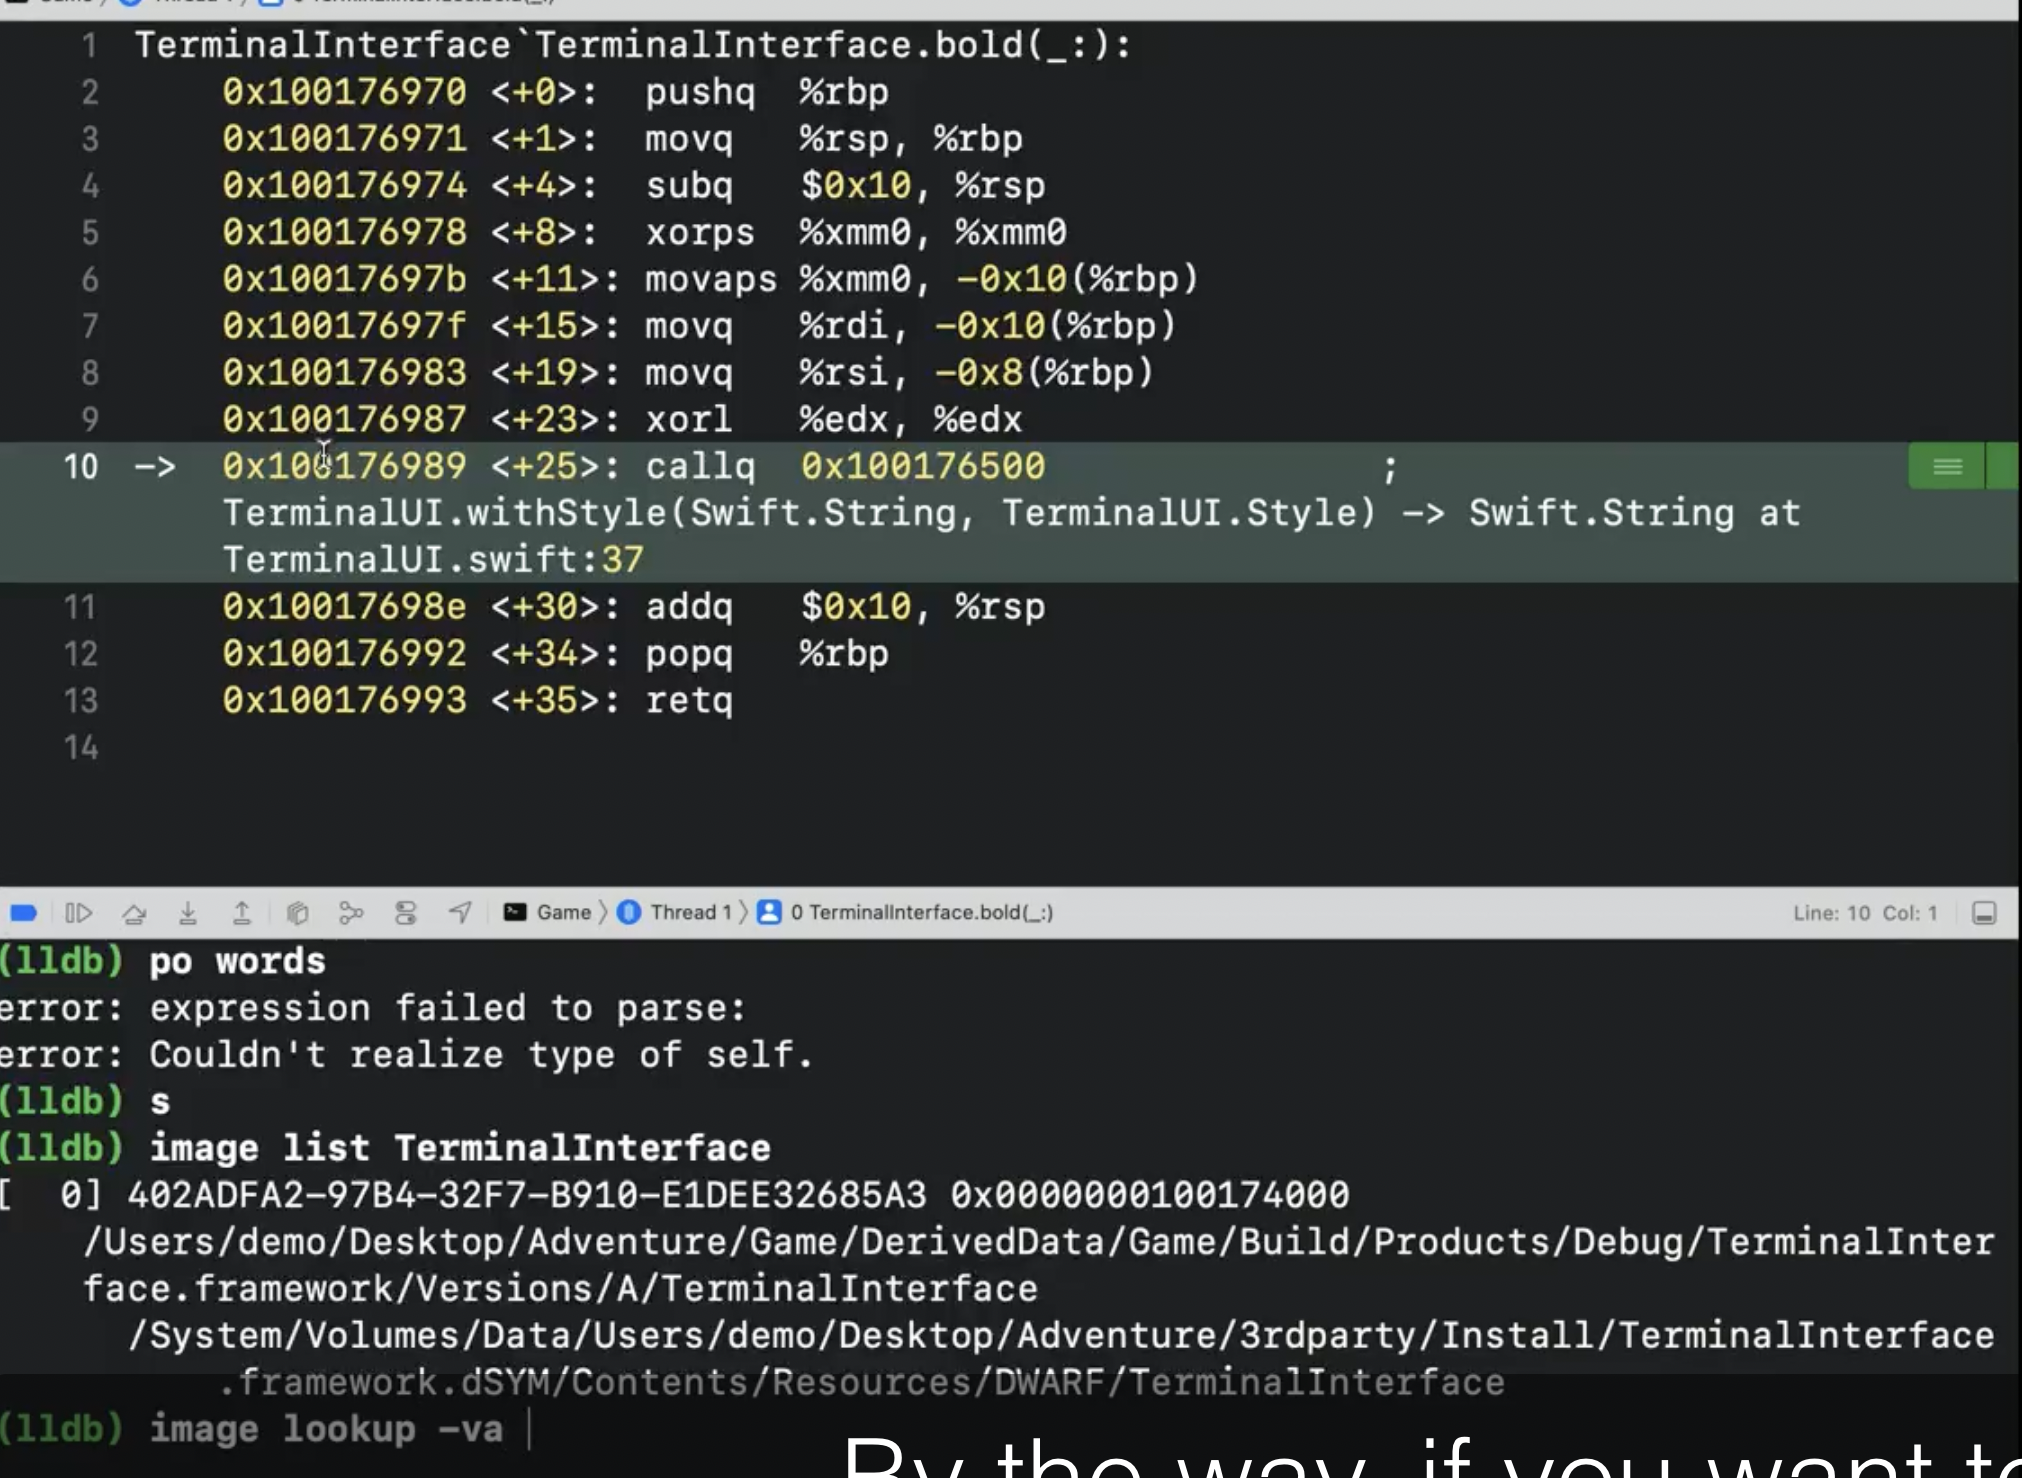 1 TerminalInterface`TerminalInterface.bold(_:):
2 0x100176970 <+0>: pushq %rbp
3 0x100176971 <+1>: movq %rsp, %rbp
4 0x100176974 <+4>: subq $0x10, %rsp
5 0x100176978 <+8>: xorps %xmm0, %xmm0
6 0x10017697b <+11>: movaps %xmm0, -0x10(%rbp)
7 0x10017697f <+15>: movq %rdi, -0x10(%rbp)
8 0x100176983 <+19>: movq %rsi, -0x8(%rbp)
9 0x100176987 <+23>: xorl %edx, %edx
10 -> 0x100176989 <+25>: callq 0x100176500 ;
TerminalUI.withStyle(Swift.String, TerminalUI.Style) -> Swift.String at
TerminalUI.swift:37
11 0x10017698e <+30>: addq $0x10, %rsp
12 0x100176992 <+34>: popq %rbp
13 0x100176993 <+35>: retq
14
Game Thread 1 0 TerminalInterface.bold(_:) Line: 10 Col: 1
(lldb) po words
error: expression failed to parse:
error: Couldn't realize type of self.
(lldb) s
(lldb) image list TerminalInterface
[ 0] 402ADFA2-97B4-32F7-B910-E1DEE32685A3 0x0000000100174000
/Users/demo/Desktop/Adventure/Game/DerivedData/Game/Build/Products/Debug/TerminalInter
face.framework/Versions/A/TerminalInterface
/System/Volumes/Data/Users/demo/Desktop/Adventure/3rdparty/Install/TerminalInterface
.framework.dSYM/Contents/Resources/DWARF/TerminalInterface
(lldb) image lookup -va
By the way, if you want to